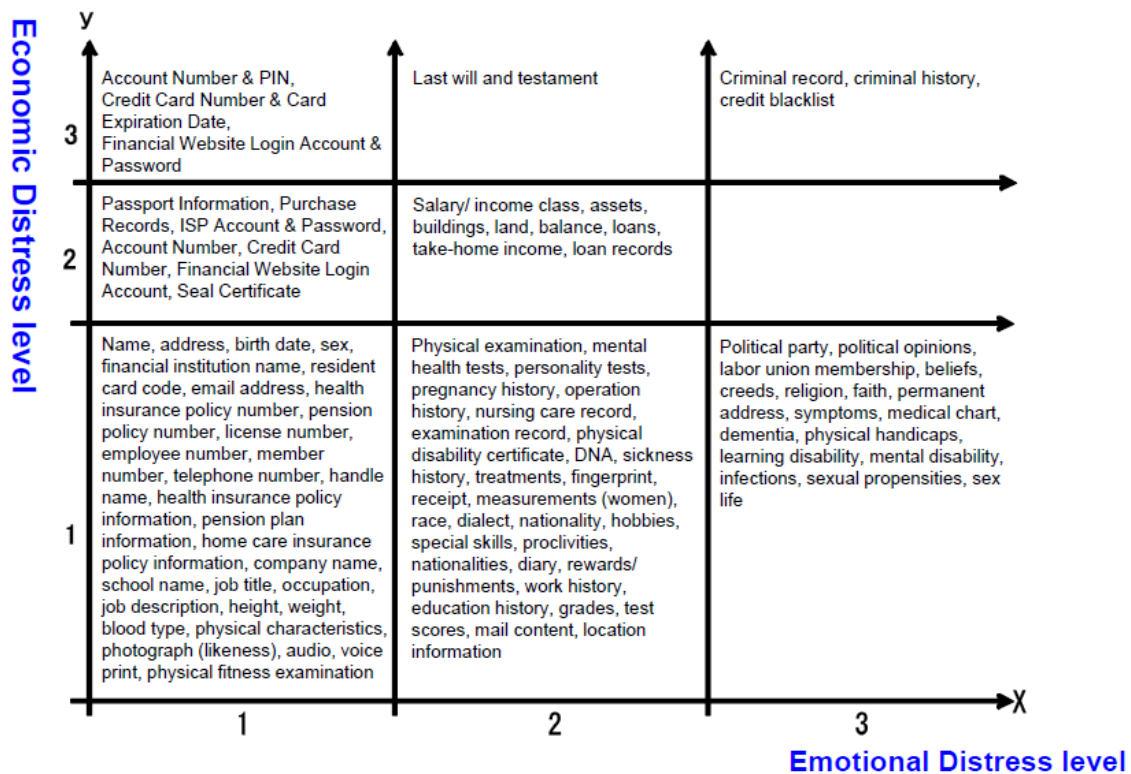 y
Economic Distress level
3
Account Number & PIN,
Credit Card Number & Card
Expiration Date,
Financial Website Login Account &
Password
Last will and testament
Criminal record, criminal history,
credit blacklist
2
Passport Information, Purchase
Records, ISP Account & Password,
Account Number, Credit Card
Number, Financial Website Login
Account, Seal Certificate
Salary/ income class, assets,
buildings, land, balance, loans,
take-home income, loan records
1
Name, address, birth date, sex,
financial institution name, resident
card code, email address, health
insurance policy number, pension
policy number, license number,
employee number, member
number, telephone number, handle
name, health insurance policy
information, pension plan
information, home care insurance
policy information, company name,
school name, job title, occupation,
job description, height, weight,
blood type, physical characteristics,
photograph (likeness), audio, voice
print, physical fitness examination
Physical examination, mental
health tests, personality tests,
pregnancy history, operation
history, nursing care record,
examination record, physical
disability certificate, DNA, sickness
history, treatments, fingerprint,
receipt, measurements (women),
race, dialect, nationality, hobbies,
special skills, proclivities,
nationalities, diary, rewards/
punishments, work history,
education history, grades, test
scores, mail content, location
information
Political party, political opinions,
labor union membership, beliefs,
creeds, religion, faith, permanent
address, symptoms, medical chart,
dementia, physical handicaps,
learning disability, mental disability,
infections, sexual propensities, sex
life
1
2
3
X
Emotional Distress level